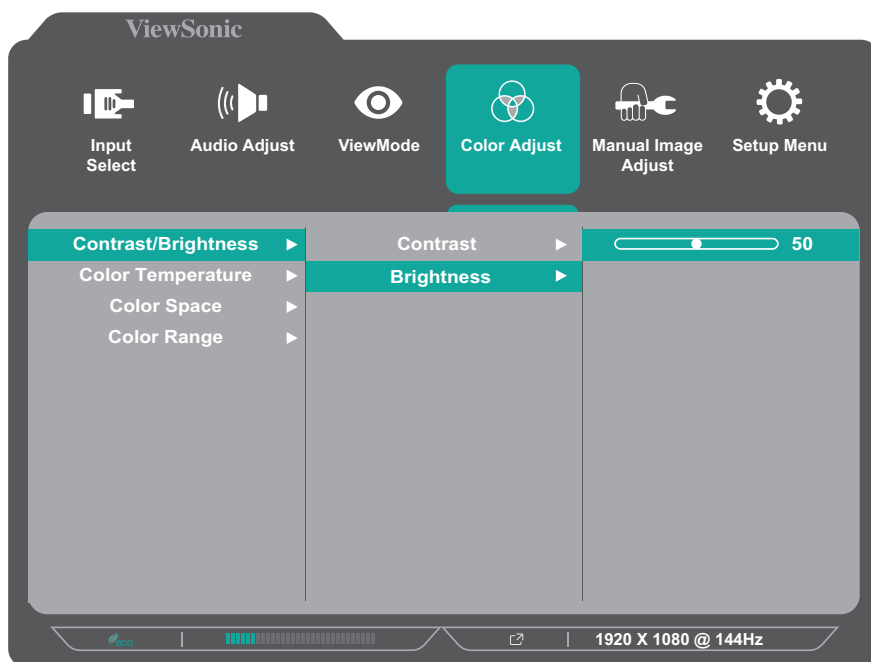 ViewSonic
Input
Select
Audio Adjust
ViewMode
Color Adjust
Manual Image
Adjust
Setup Menu
Contrast/Brightness
Contrast
50
Color Temperature
Brightness
Color Space
Color Range
eco
1920 X 1080 @ 144Hz